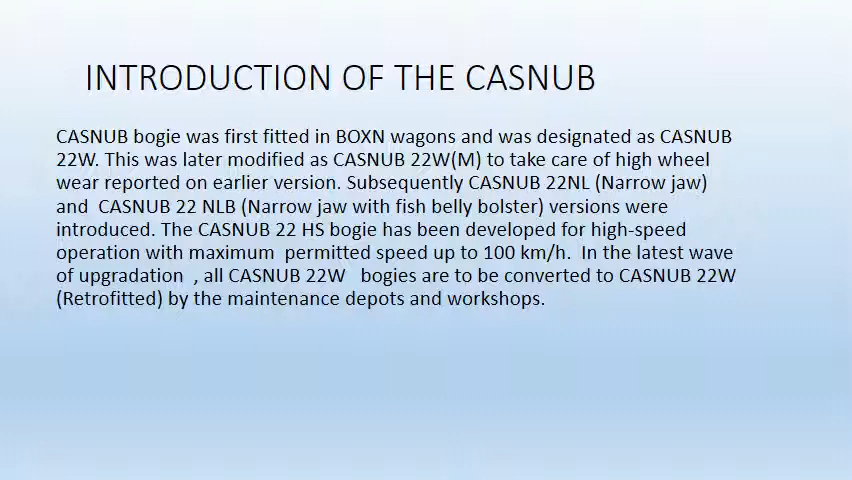 INTRODUCTION OF THE CASNUB
CASNUB bogie was first fitted in BOXN wagons and was designated as CASNUB
22W. This was later modified as CASNUB 22W(M) to take care of high wheel
wear reported on earlier version. Subsequently CASNUB 22NL (Narrow jaw)
and  CASNUB 22 NLB (Narrow jaw with fish belly bolster) versions were
introduced. The CASNUB 22 HS bogie has been developed for high-speed
operation with maximum  permitted speed up to 100 km/h.  In the latest wave
of upgradation  , all CASNUB 22W   bogies are to be converted to CASNUB 22W
(Retrofitted) by the maintenance depots and workshops.